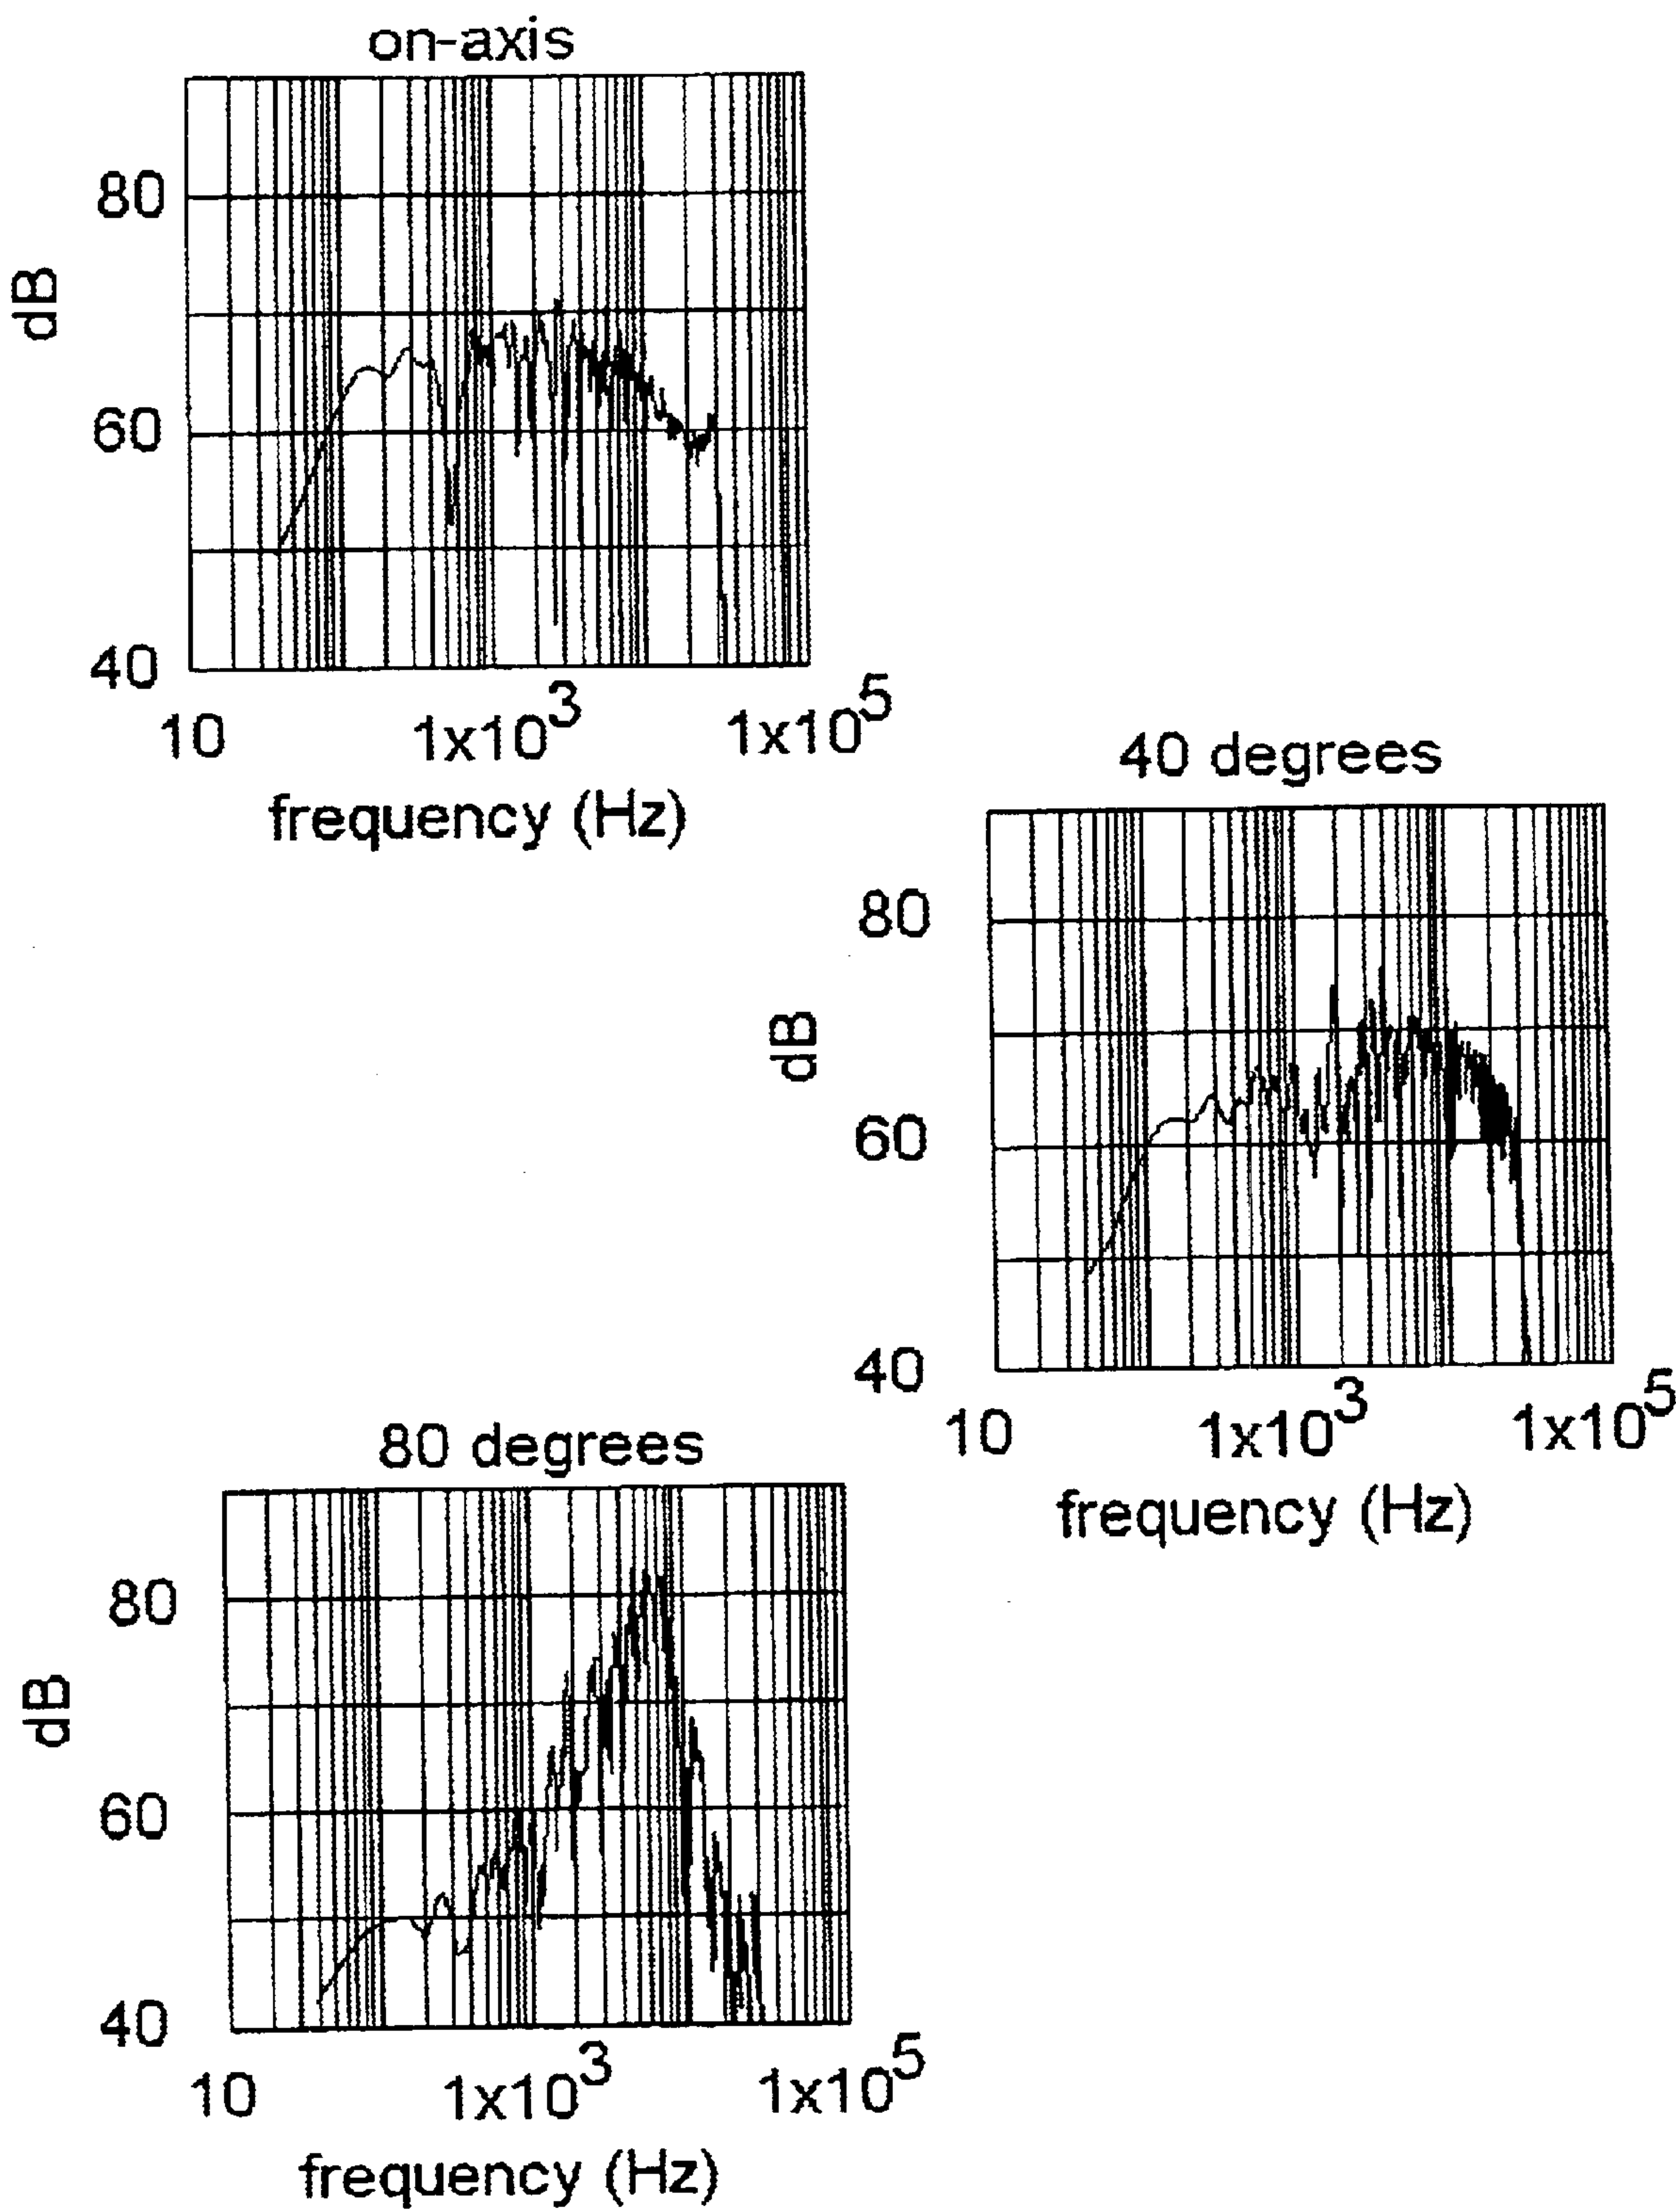 on-axis
80
dB
60
40
10 1x10³ 1x10⁵
frequency (Hz)
40 degrees
80
dB
60
40
10 1x10³ 1x10⁵
frequency (Hz)
80 degrees
80
dB
60
40
10 1x10³ 1x10⁵
frequency (Hz)